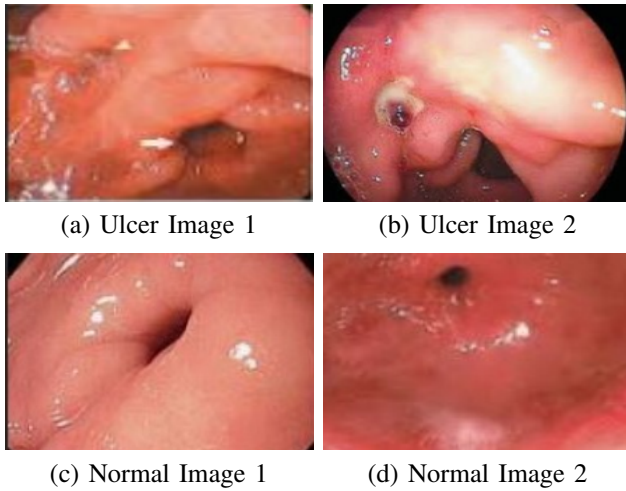 (a) Ulcer Image 1
(b) Ulcer Image 2
(c) Normal Image 1
(d) Normal Image 2